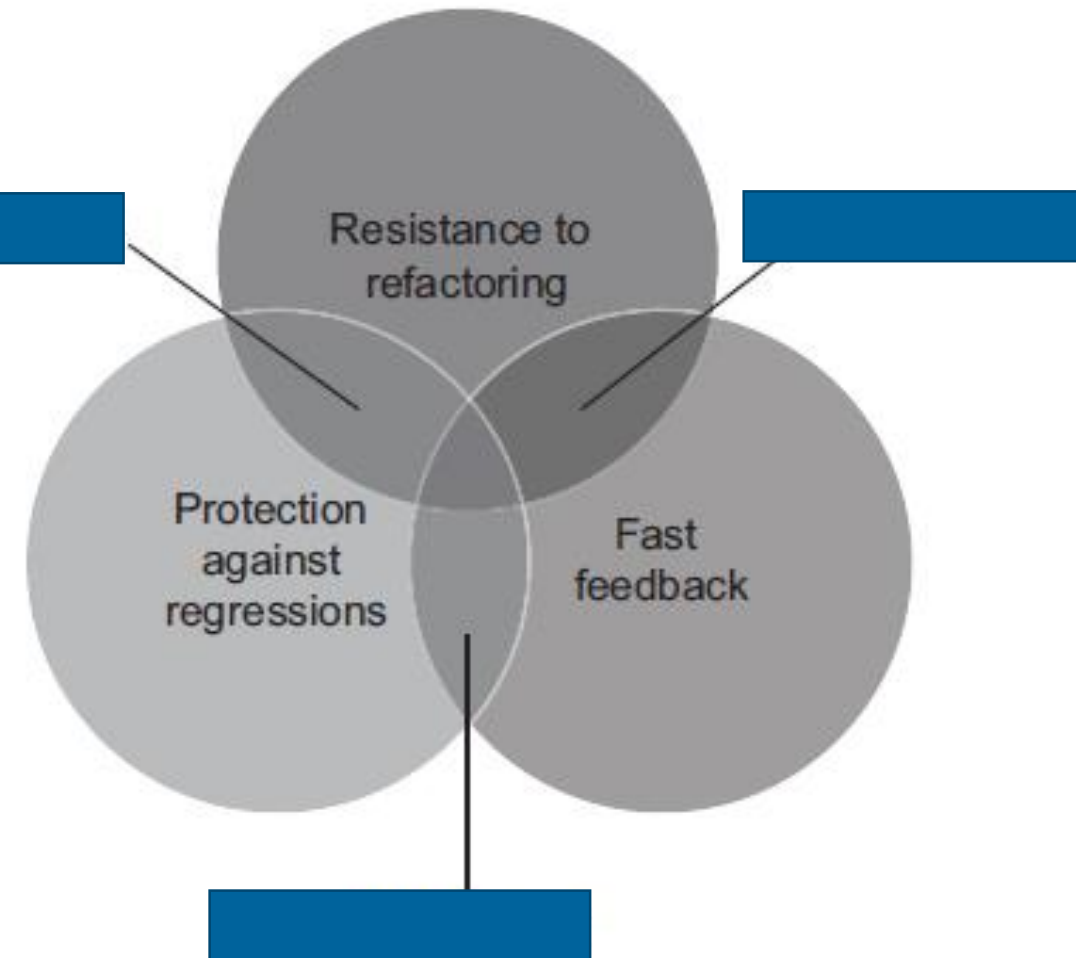 Resistance to
refactoring
Protection
against
regressions
Fast
feedback